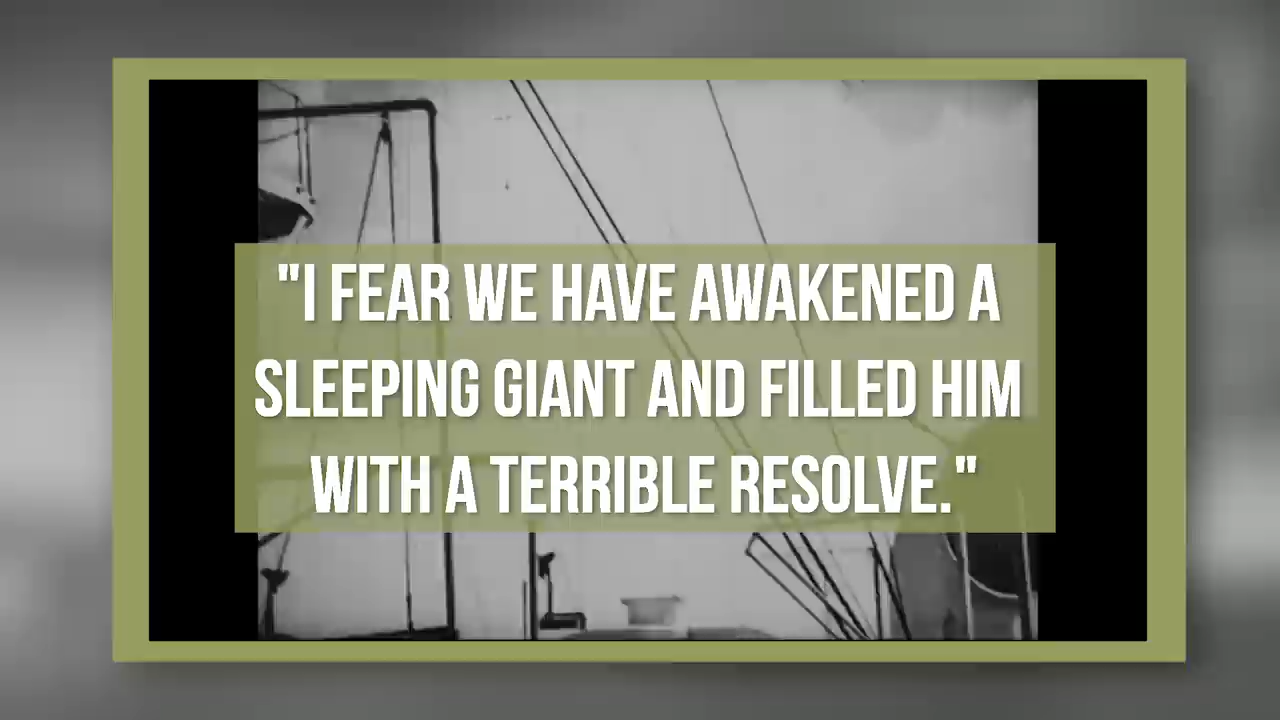 "I FEAR WE HAVE AWAKENED A
SLEEPING GIANT AND FILLED HIM
WITH A TERRIBLE RESOLVE."